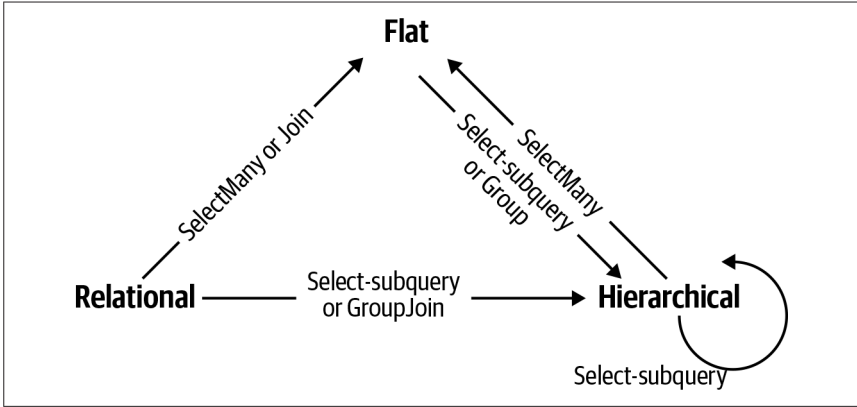 Flat
SelectMany or Join
Select-subquery
or Group
SelectMany
Relational
Select-subquery
or GroupJoin
Hierarchical
Select-subquery